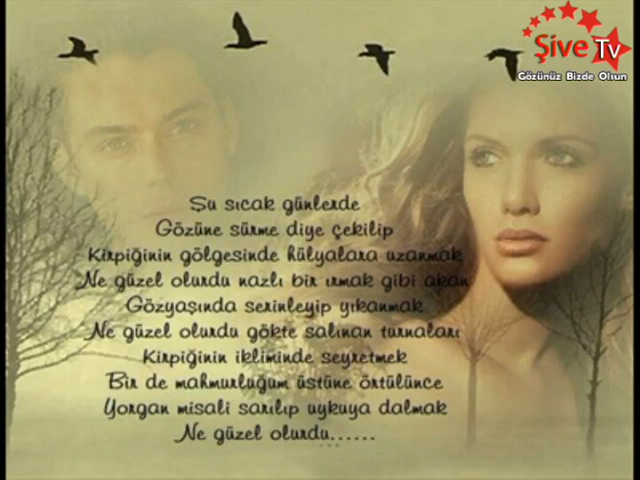 Şive Tv
Gözünüz Bizde Olsun
Şu sıcak günlerde
Gözüne sürme diye çekilip
Kirpiğinin gölgesinde hülyalara uzanmak
Ne güzel olurdu nazlı bir ırmak gibi akan
Gözyaşında serinleyip yıkanmak
Ne güzel olurdu gökte salınan turnaları
Kirpiğinin ikliminde seyretmek
Bir de mahmurluğum üstüne örtülünce
Yorgan misali sarılıp uykuya dalmak
Ne güzel olurdu......